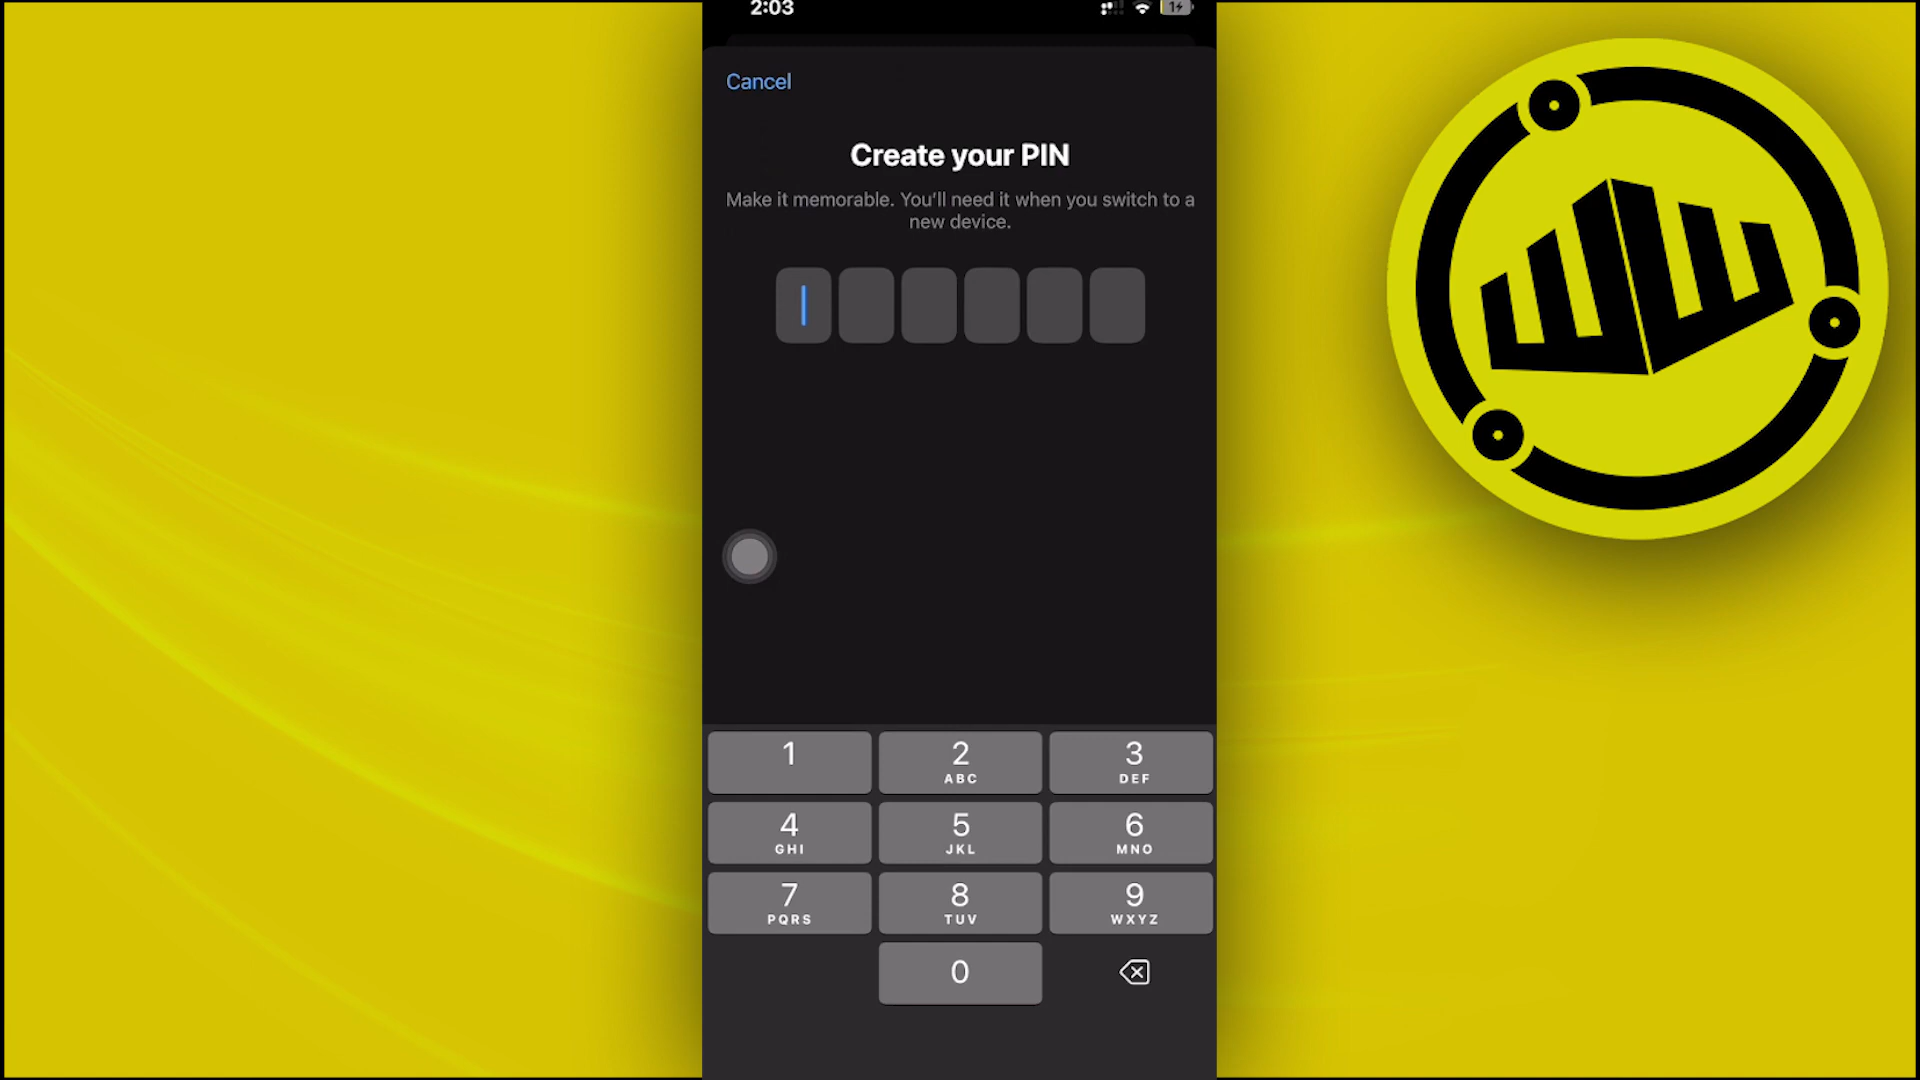 2:03
1
Cancel
Create your PIN
Make it memorable. You'll need it when you switch to a
new device.
1
2
3
ABC
DEF
4
5
6
GHI
JKL
MNO
7
8
9
PQRS
TUV
WXYZ
0